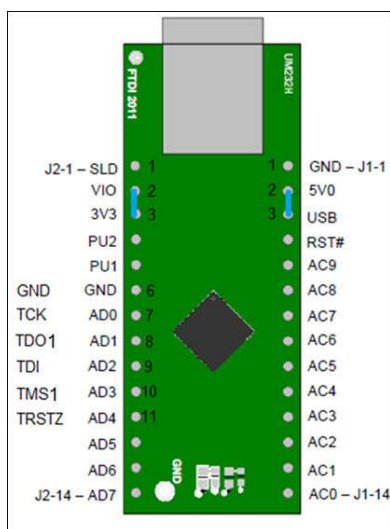 FTDI 2011
UM232H
J2-1 – SLD 1
1 GND – J1-1
VIO 2
2 5V0
3V3 3
3 USB
PU2
RST#
PU1
AC9
GND GND 6
AC8
TCK AD0 7
AC7
TDO1 AD1 8
AC6
TDI AD2 9
AC5
TMS1 AD3 10
AC4
TRSTZ AD4 11
AC3
AD5
AC2
AD6
AC1
GND
J2-14 – AD7
AC0 – J1-14